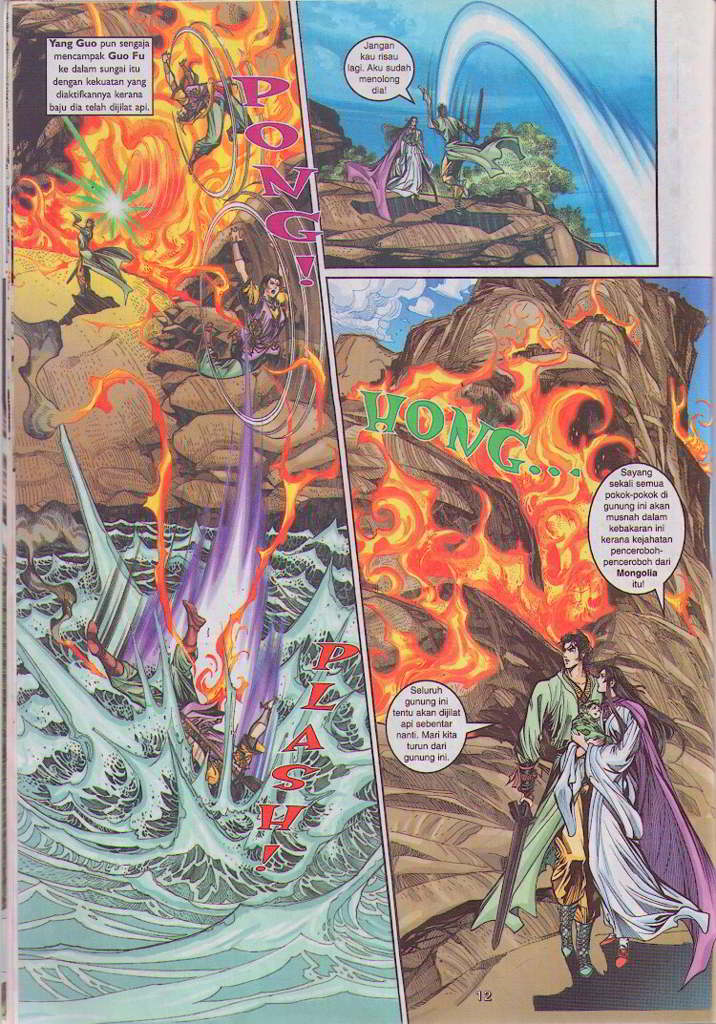 Yang Guo pun sengaja
mencampak Guo Fu
ke dalam sungai itu
dengan kekuatan yang
diaktifkannya kerana
baju dia telah dijilat api.
PONG!
PLASH!
Jangan
kau risau
lagi. Aku sudah
menolong
dia!
HONG...
Sayang
sekali semua
pokok-pokok di
gunung ini akan
musnah dalam
kebakaran ini
kerana kejahatan
penceroboh-
penceroboh dari
Mongolia
itu!
Seluruh
gunung ini
tentu akan dijilat
api sebentar
nanti. Mari kita
turun dari
gunung ini.
12